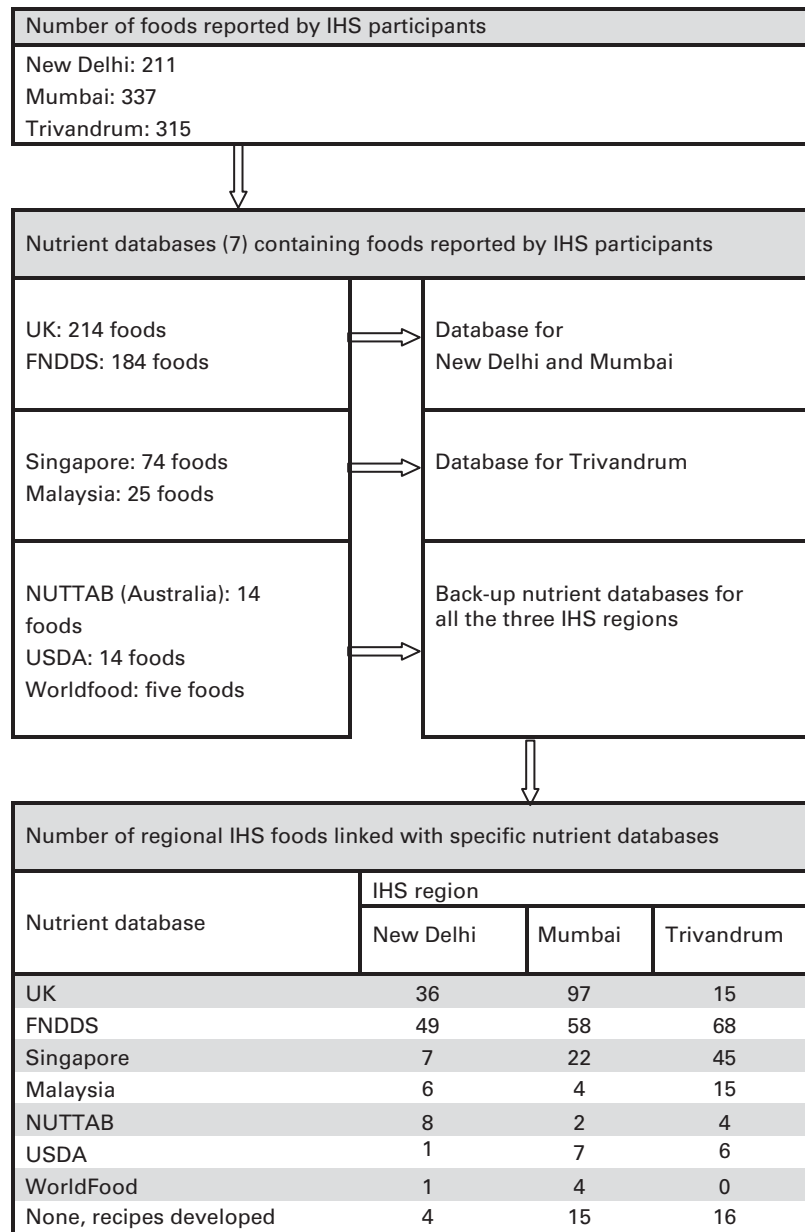 Number of foods reported by IHS participants
New Delhi: 211
Mumbai: 337
Trivandrum: 315
Nutrient databases (7) containing foods reported by IHS participants
UK: 214 foods
FNDDS: 184 foods
Database for
New Delhi and Mumbai
Singapore: 74 foods
Malaysia: 25 foods
Database for Trivandrum
NUTTAB (Australia): 14
foods
USDA: 14 foods
Worldfood: five foods
Back-up nutrient databases for
all the three IHS regions
Number of regional IHS foods linked with specific nutrient databases
Nutrient database
IHS region
New Delhi Mumbai Trivandrum
UK 36 97 15
FNDDS 49 58 68
Singapore 7 22 45
Malaysia 6 4 15
NUTTAB 8 2 4
USDA 1 7 6
WorldFood 1 4 0
None, recipes developed 4 15 16